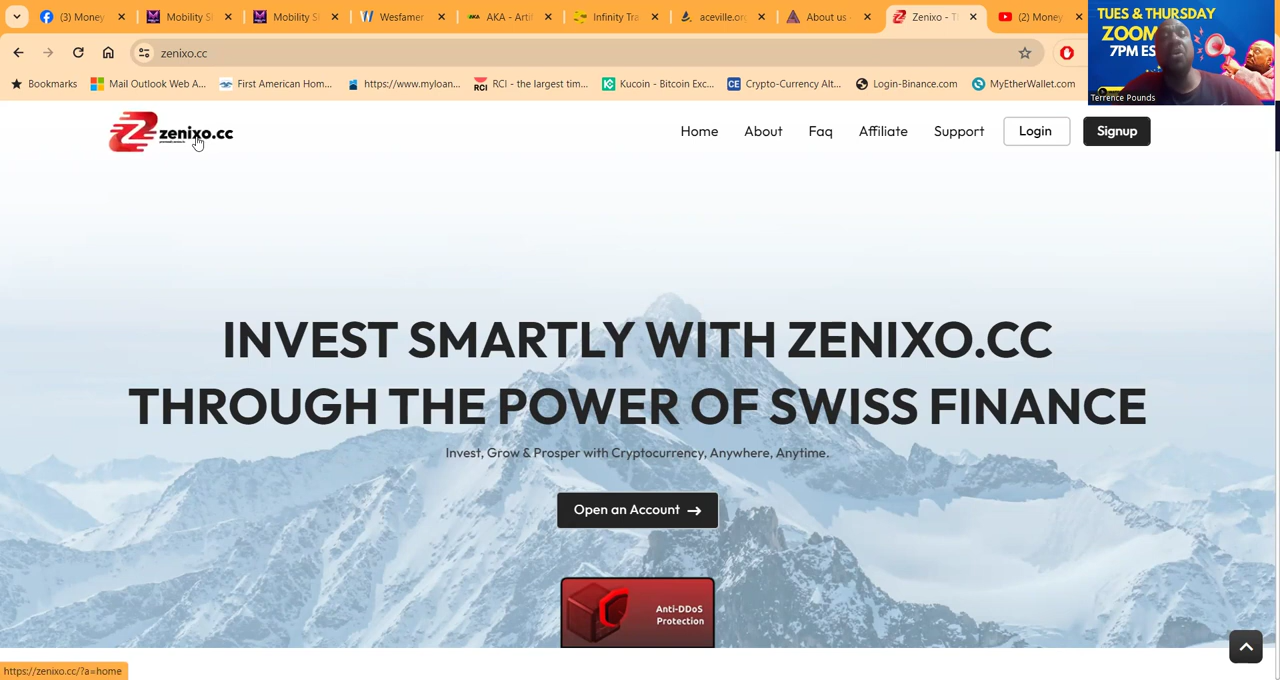 (3) Money
Mobility S
Mobility S
Wesfamer
AKA - Arti
Infinity Tra
aceville.or
About us
Zenixo - T
(2) Money
zenixo.cc
Bookmarks
Mail Outlook Web A...
First American Hom...
https://www.myloan...
RCI
RCI - the largest tim...
Kucoin - Bitcoin Exc...
CE
Crypto-Currency Alt...
Login-Binance.com
MyEtherWallet.com
TUES & THURSDAY
ZOOM
7PM ES
Terrence Pounds
zenixo.cc
Home
About
Faq
Affiliate
Support
Login
Signup
INVEST SMARTLY WITH ZENIXO.CC
THROUGH THE POWER OF SWISS FINANCE
Invest, Grow & Prosper with Cryptocurrency, Anywhere, Anytime.
Open an Account →
Anti-DDoS
Protection
https://zenixo.cc/?a=home